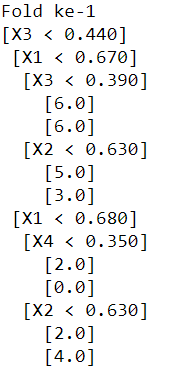 Fold ke-1
[X3 < 0.440]
 [X1 < 0.670]
  [X3 < 0.390]
    [6.0]
    [6.0]
  [X2 < 0.630]
    [5.0]
    [3.0]
 [X1 < 0.680]
  [X4 < 0.350]
    [2.0]
    [0.0]
  [X2 < 0.630]
    [2.0]
    [4.0]